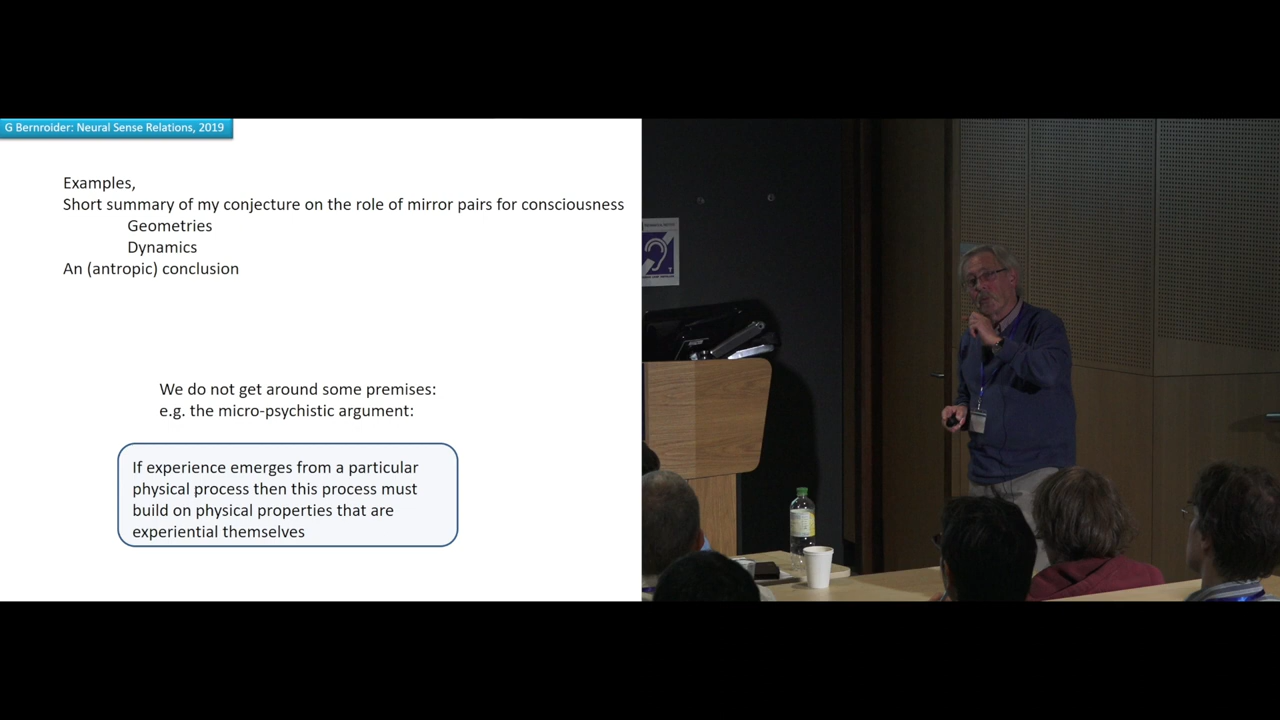 G Bernroider: Neural Sense Relations, 2019
Examples,
Short summary of my conjecture on the role of mirror pairs for consciousness
Geometries
Dynamics
An (antropic) conclusion
We do not get around some premises:
e.g. the micro-psychistic argument:
If experience emerges from a particular
physical process then this process must
build on physical properties that are
experiential themselves
T